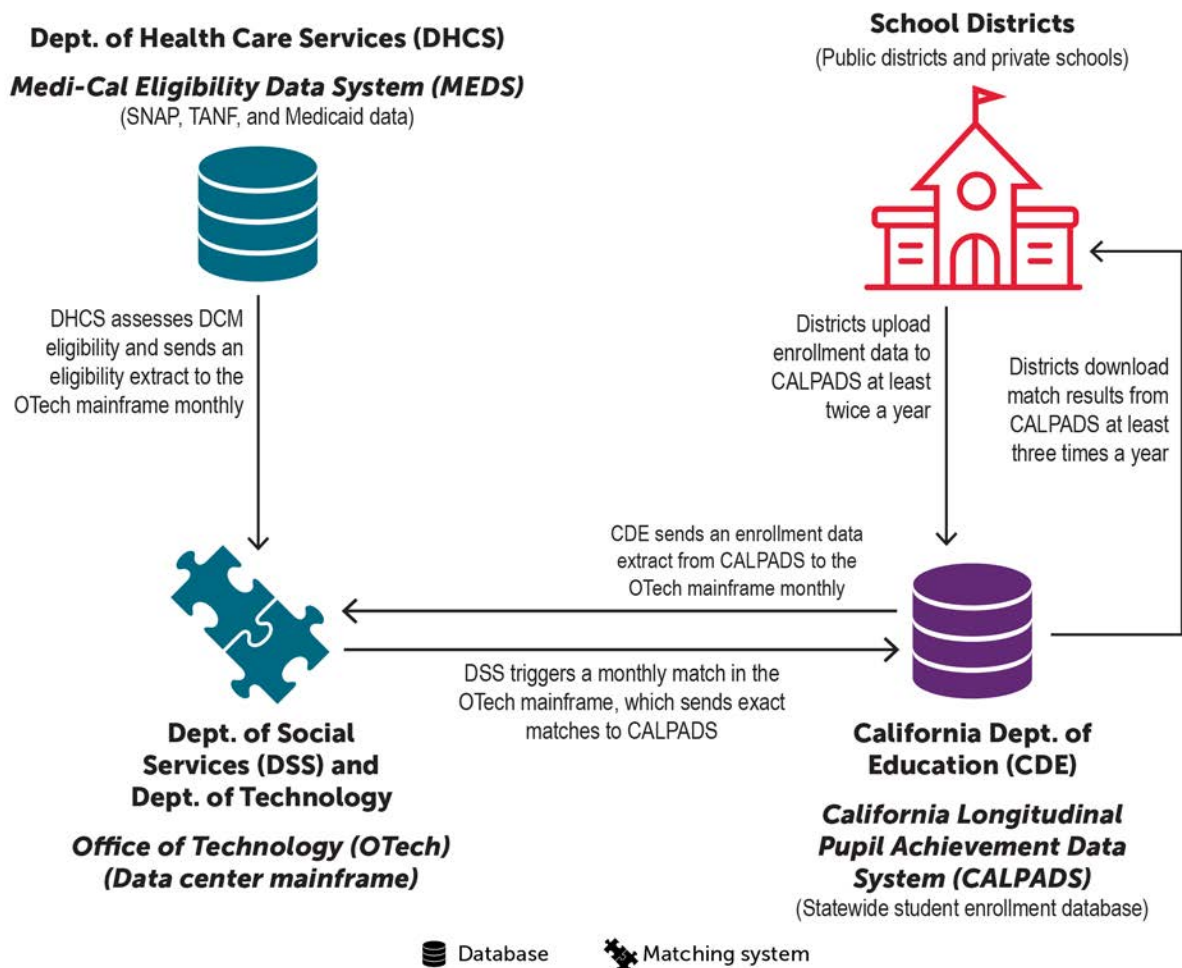 Dept. of Health Care Services (DHCS)
Medi-Cal Eligibility Data System (MEDS)
(SNAP, TANF, and Medicaid data)
School Districts
(Public districts and private schools)
DHCS assesses DCM
eligibility and sends an
eligibility extract to the
OTech mainframe monthly
Districts upload
enrollment data to
CALPADS at least
twice a year
Districts download
match results from
CALPADS at least
three times a year
CDE sends an enrollment data
extract from CALPADS to the
OTech mainframe monthly
DSS triggers a monthly match in the
OTech mainframe, which sends exact
matches to CALPADS
Dept. of Social
Services (DSS) and
Dept. of Technology
Office of Technology (OTech)
(Data center mainframe)
California Dept. of
Education (CDE)
California Longitudinal
Pupil Achievement Data
System (CALPADS)
(Statewide student enrollment database)
Database
Matching system